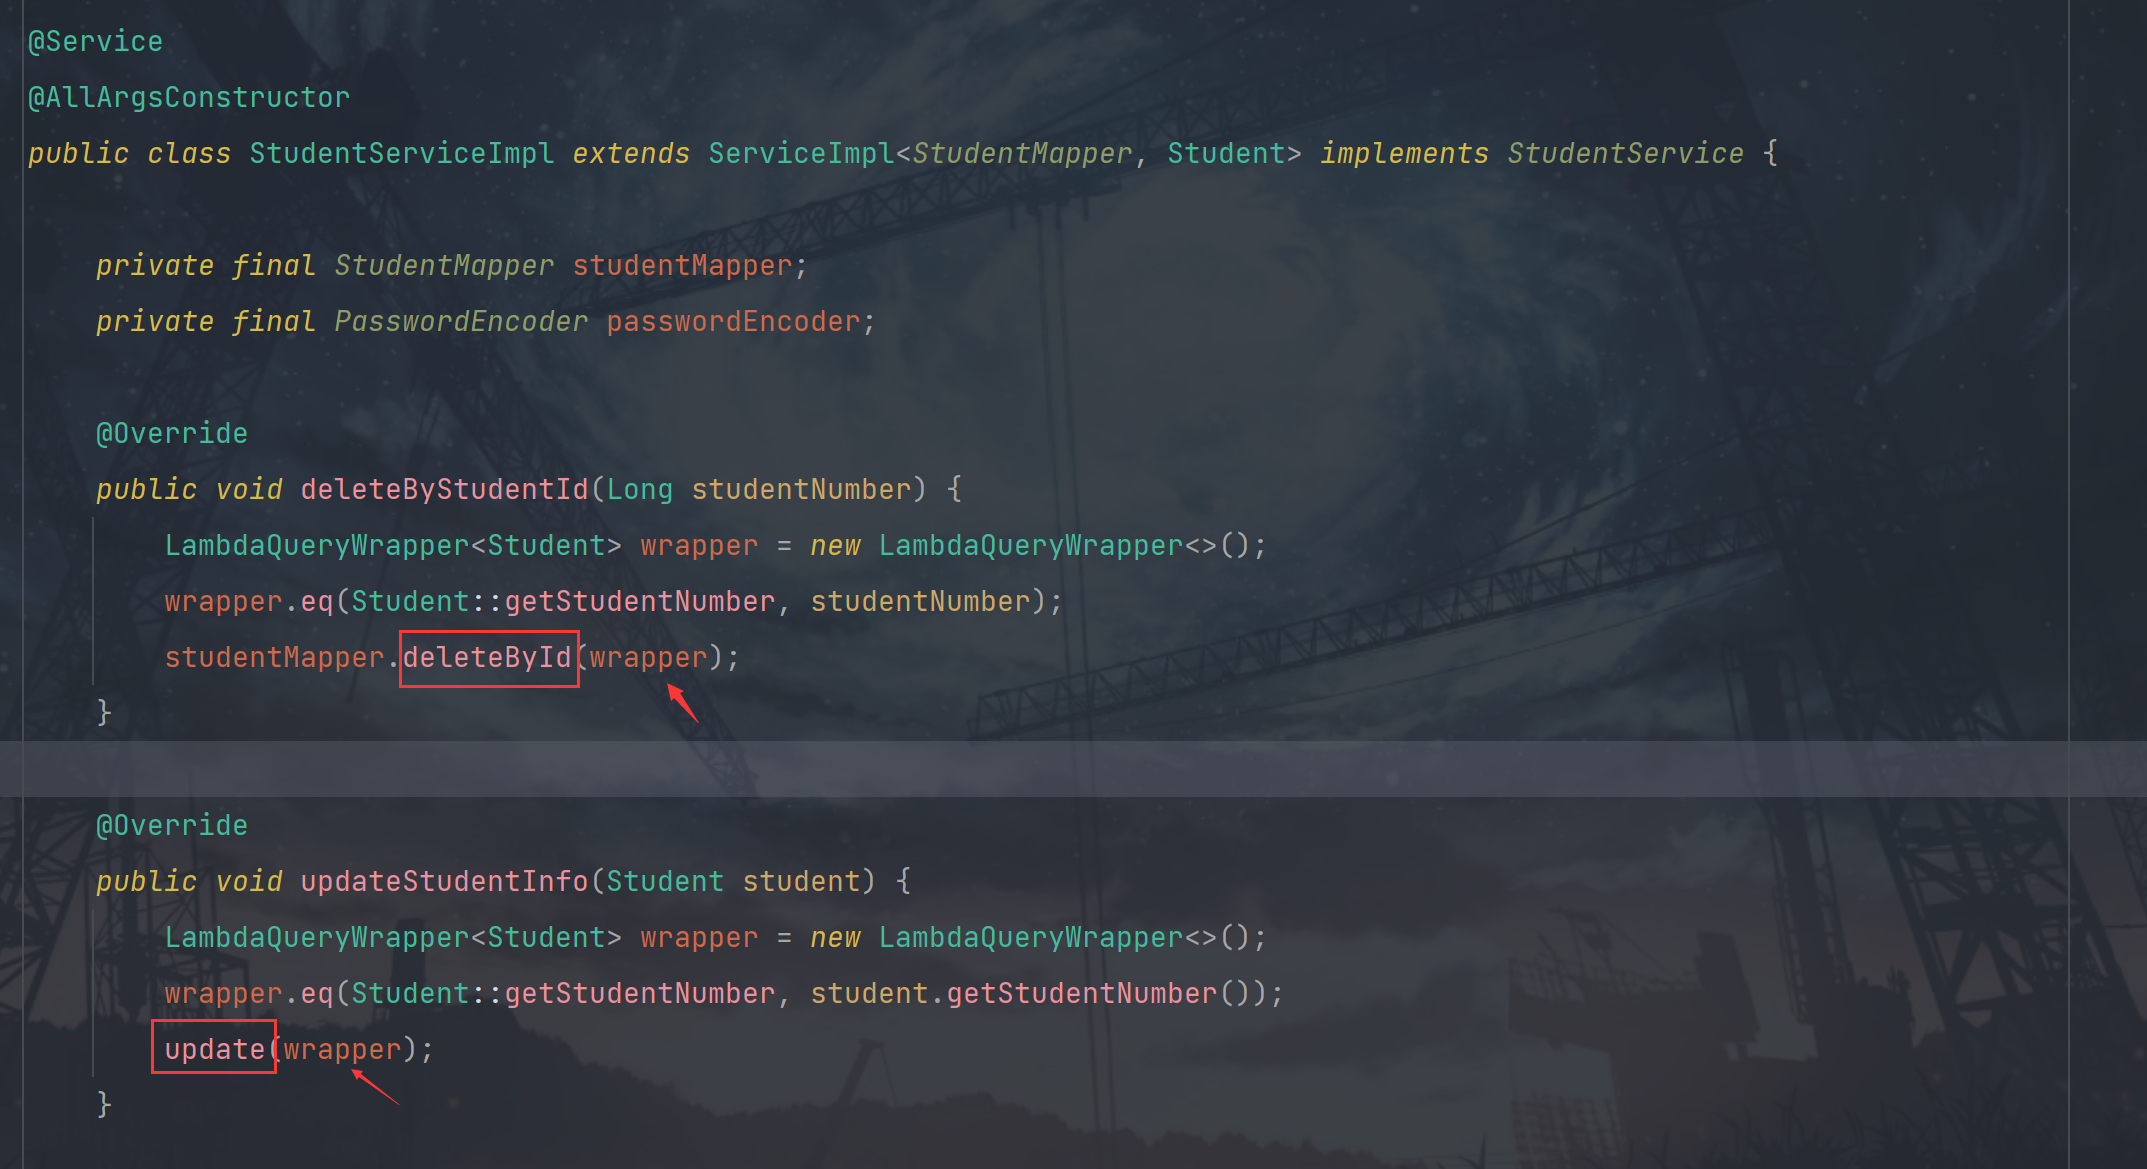 @Service
@AllArgsConstructor
public class StudentServiceImpl extends ServiceImpl<StudentMapper, Student> implements StudentService {
private final StudentMapper studentMapper;
private final PasswordEncoder passwordEncoder;
@Override
public void deleteByStudentId(Long studentNumber) {
LambdaQueryWrapper<Student> wrapper = new LambdaQueryWrapper<>();
wrapper.eq(Student::getStudentNumber, studentNumber);
studentMapper.deleteById(wrapper);
}
@Override
public void updateStudentInfo(Student student) {
LambdaQueryWrapper<Student> wrapper = new LambdaQueryWrapper<>();
wrapper.eq(Student::getStudentNumber, student.getStudentNumber());
update(wrapper);
}